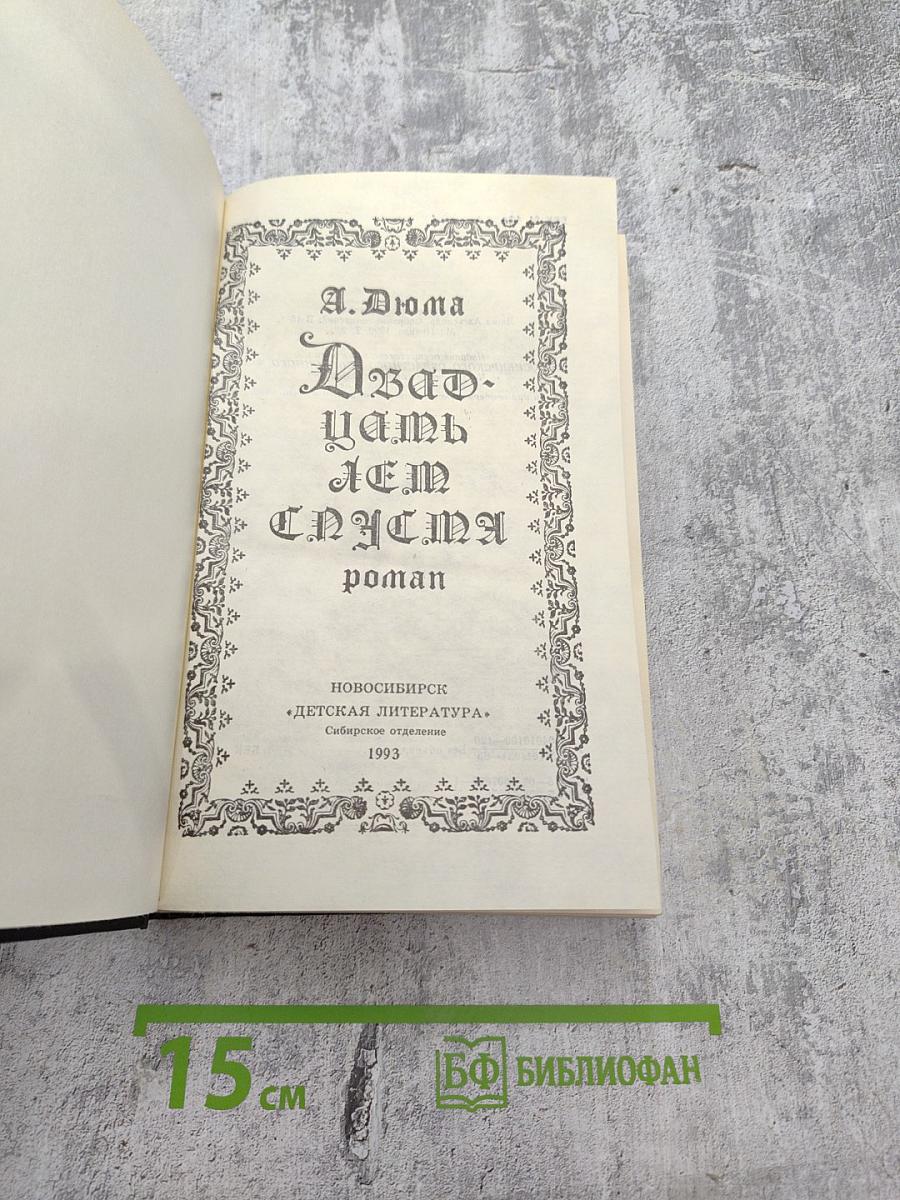 А. Дюма
Двад-
цать
лет
спустя
роман
НОВОСИБИРСК
«ДЕТСКАЯ ЛИТЕРАТУРА»
Сибирское отделение
1993
15 см
БФ БИБЛИОФАН